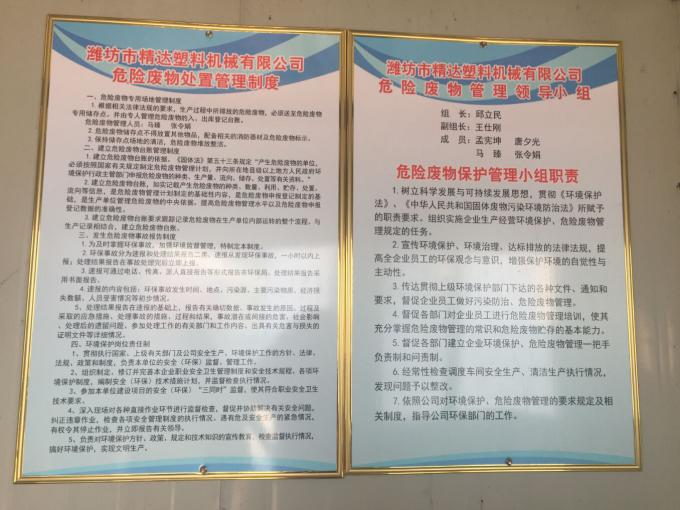 潍坊市精达塑料机械有限公司
危险废物处置管理制度
一、危险废物专用场地管理制度
1.根据相关法律法规的要求，生产过程中所排放的危险废物，必须送至危险废物
专用储存点，并由专人管理危险废物的入、出库登记台账。
危险废物管理人员：马臻　张令娟
2.危险废物储存点不得放置其他物品，配备相关的消防器材及危险废物标示。
3.保持储存点场地的清洁，危险废物堆放整洁。
二、建立危险废物台账管理制度
1.建立危险废物台账的依据。《固体法》第五十三条规定“产生危险废物的单位，
必须按照国家有关规定制定危险废物管理计划，并向所在地县级以上地方人民政府环
境保护行政主管部门申报危险废物的种类、生产量、流向、储存、处置等有关资料。”
2.建立危险废物台账，如实记载产生危险废物的种类、数量、利用、贮存、处置、
流向等信息，是危险废物管理计划制定的基础性内容，是危险废物申报登记制度的基
础，是生产单位管理危险废物的中央依据，提高危险废物管理水平以及危险废物申报
登记数据的准确性。
3.建立危险废物台账要求跟踪记录危险废物在生产单位内部运转的整个流程，与
生产记录相结合，建立危险废物台账。
三、发生危险废物事故报告制度
1.为及时掌握环保事故，加强环境监督管理，特制定本制度。
2.环保事故分为速报和处理结果报告二类，速报从发现环保事故，一小时以内上
报；处理结果报告在事故处理完后立即上报。
3.速报可通过电话、传真、派人直接报告等形式报告市环保局。处理结果报告采
用书面报告。
4.速报的内容包括：环保事故发生时间、地点，污染源，主要污染物质、经济损
失数额、人员受害情况等初步情况。
5、处理结果报告在速报的基础上，报告有关确切数据、事故发生的原因、过程及
采取的应急措施、处理事故的措施、过程和结果，事故潜在或间接的危害、社会影响
、处理后的遗留问题、参加处理工作的有关部门和工作内容，出具有关危害与损失的
证明文件等详细情况。
四、环境保护岗位责任制
1、贯彻执行国家、上级有关部门及公司安全生产、环境保护工作的方针、法律、
法规、政策和制度，负责本单位的安全（环保）监督、管理工作。
2、组织制定、修订并完善本企业职业安全卫生管理制度和安全技术规程，各项环
境保护制度，编制安全（环保）技术措施计划，并监督检查执行情况。
3、参加本单位建设项目的安全（环保）“三同时”监督，使其符合职业安全卫生
技术要求。
4、深入现场对各种直接作业环节进行监督检查，督促并协助解决有关安全问题，
纠正违章作业，检查各项安全管理制度的执行情况。遇有危及安全生产的紧急情况，
有权令其停止作业，并立即报告有关领导。
5、负责对环境保护方针、政策、规定和技术知识的宣传教育，检查监督执行情况，
搞好环境保护，实现文明生产。
潍坊市精达塑料机械有限公司
危险废物管理领导小组
组　长：邱立民
副组长：王仕刚
成　员：孟宪坤　唐夕光
马　臻　张令娟
危险废物保护管理小组职责
1.树立科学发展与可持续发展思想，贯彻《环境保护
法》、《中华人民共和国固体废物污染环境防治法》所赋予
的职责要求，组织实施企业生产经营环境保护、危险废物管
理规定的任务。
2.宣传环境保护、环境治理、达标排放的法律法规，提
高全企业员工的环保观念与意识，增强保护环境的自觉性与
主动性。
3.传达贯彻上级环境保护部门下达的各种文件、通知和
要求，督促企业员工做好污染防治、危险废物管理。
4.督促各部门对企业员工进行危险废物管理培训，使其
充分掌握危险废物管理的常识和危险废物贮存的基本能力。
5.督促各部门建立企业环境保护、危险废物管理一把手
负责制和问责制。
6.经常性检查调度车间安全生产、清洁生产执行情况，
发现问题予以整改。
7.依照公司对环境保护、危险废物管理的要求规定及相
关制度，指导公司环保部门的工作。